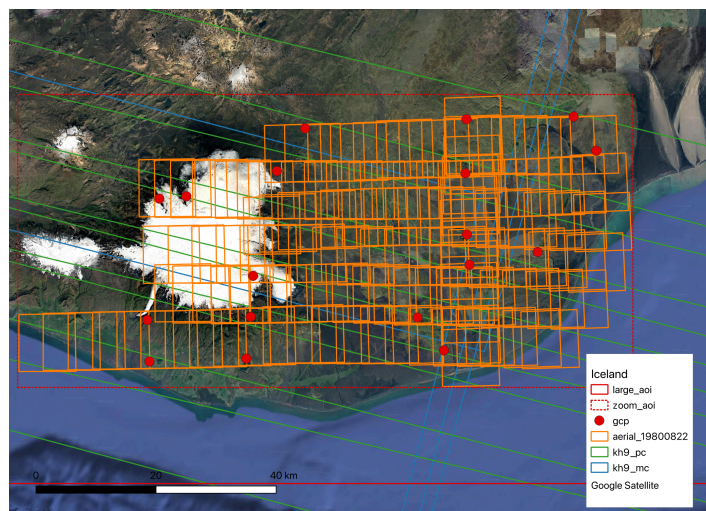 Iceland
large_aoi
zoom_aoi
gcp
aerial_19800822
kh9_pc
kh9_mc
Google Satellite
0 20 40 km